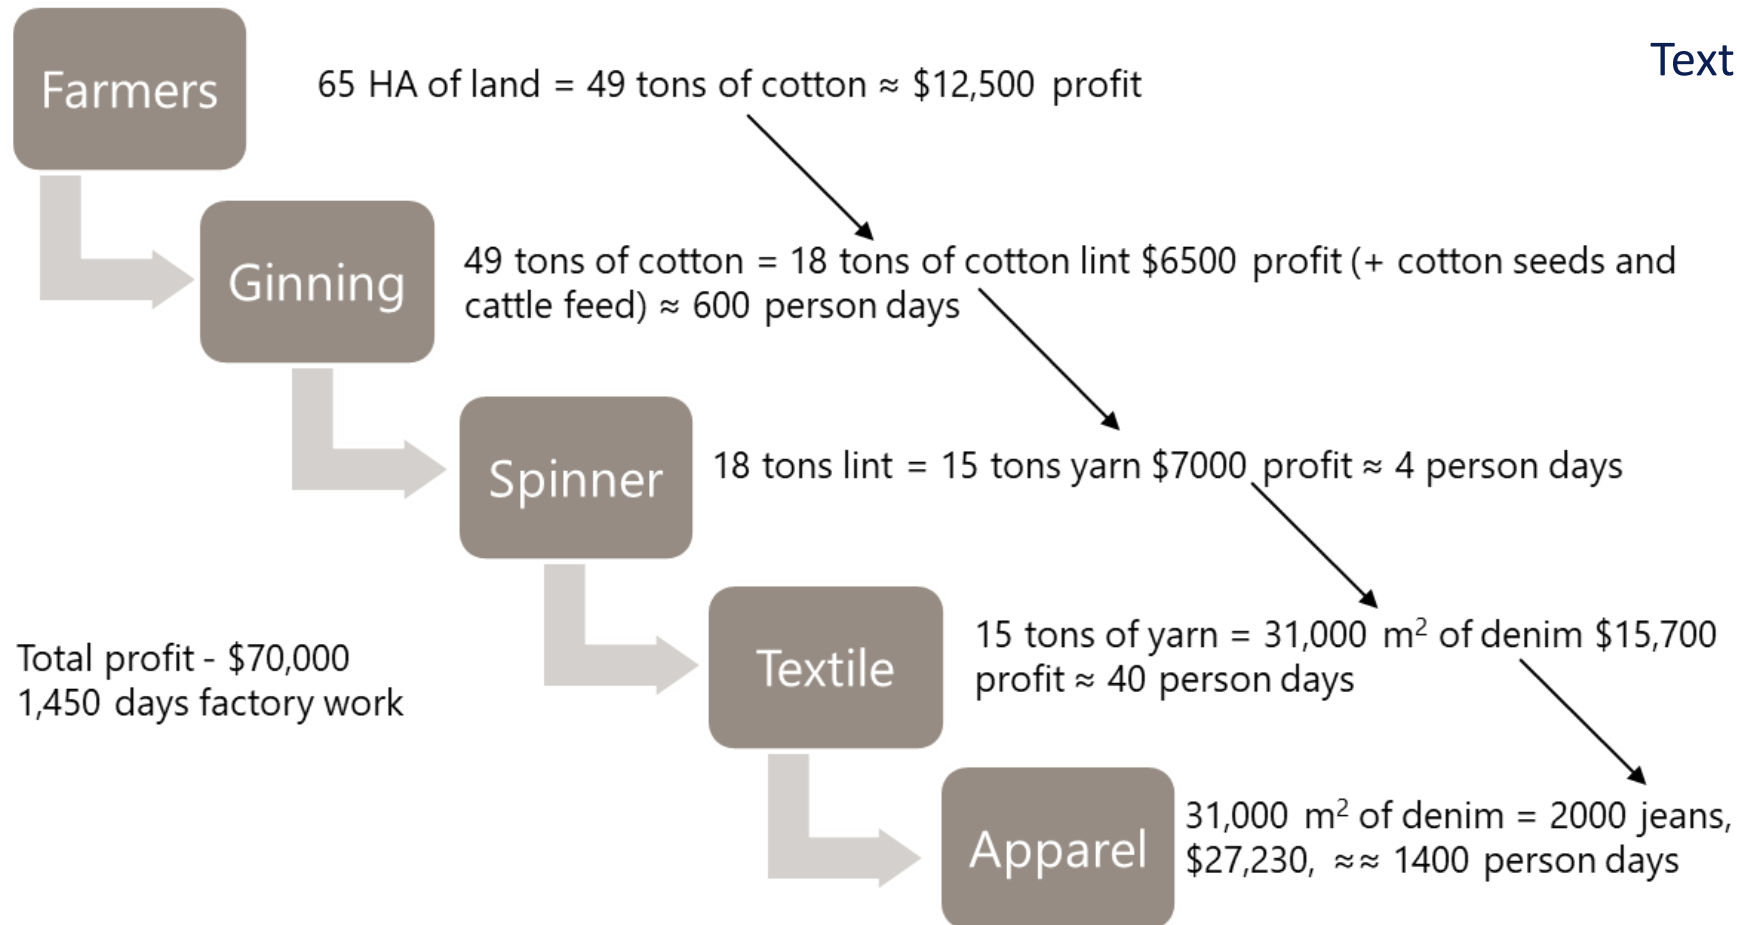 Text
Farmers
65 HA of land = 49 tons of cotton ≈ $12,500 profit
Ginning
49 tons of cotton = 18 tons of cotton lint $6500 profit (+ cotton seeds and
cattle feed) ≈ 600 person days
Spinner
18 tons lint = 15 tons yarn $7000 profit ≈ 4 person days
Textile
15 tons of yarn = 31,000 m² of denim $15,700
profit ≈ 40 person days
Total profit - $70,000
1,450 days factory work
Apparel
31,000 m² of denim = 2000 jeans,
$27,230, ≈≈ 1400 person days